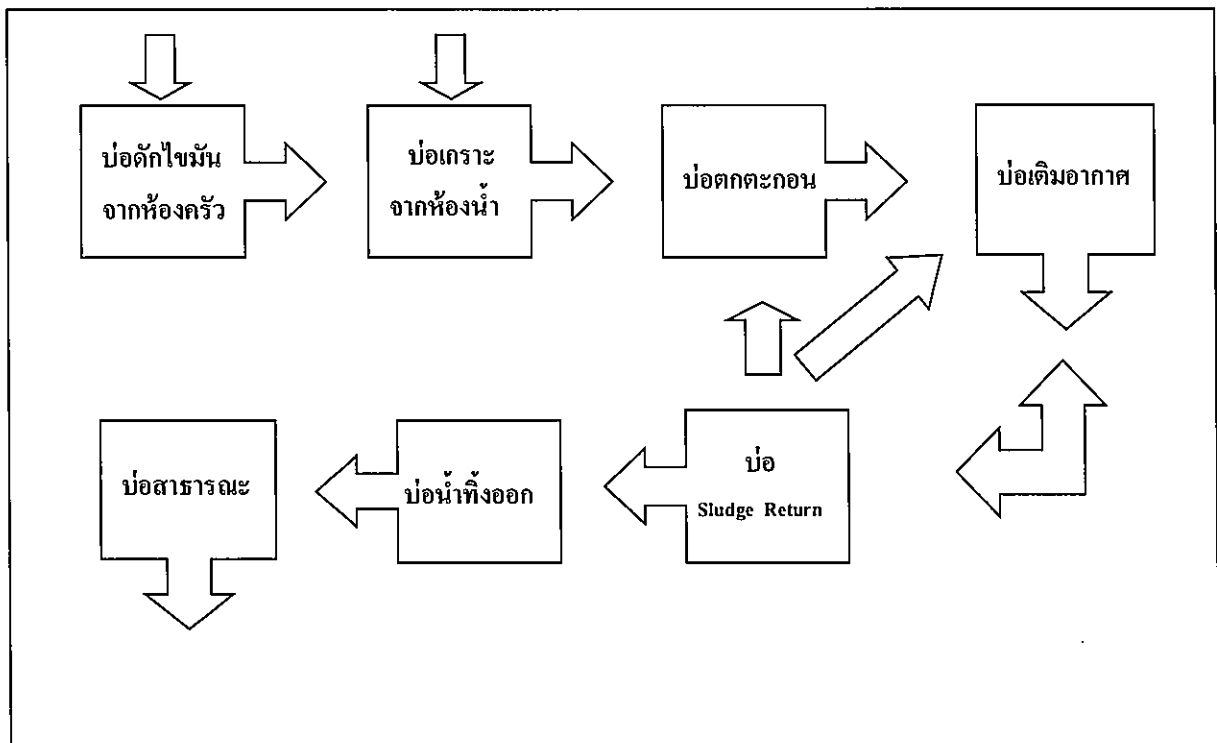 บ่อดักไขมัน
จากห้องครัว
บ่อเกราะ
จากห้องน้ำ
บ่อตกตะกอน
บ่อเติมอากาศ
บ่อสาธารณะ
บ่อน้ำทิ้งออก
บ่อ
Sludge Return